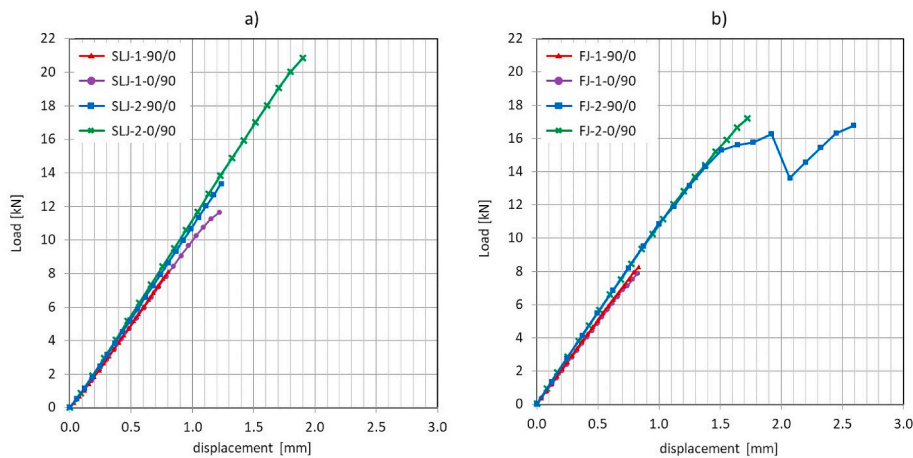 a)
22
20
18
16
14
12
10
8
6
4
2
0
Load [kN]
SLJ-1-90/0
SLJ-1-0/90
SLJ-2-90/0
SLJ-2-0/90
0.0 0.5 1.0 1.5 2.0 2.5 3.0
displacement [mm]
b)
22
20
18
16
14
12
10
8
6
4
2
0
Load [kN]
FJ-1-90/0
FJ-1-0/90
FJ-2-90/0
FJ-2-0/90
0.0 0.5 1.0 1.5 2.0 2.5 3.0
displacement [mm]